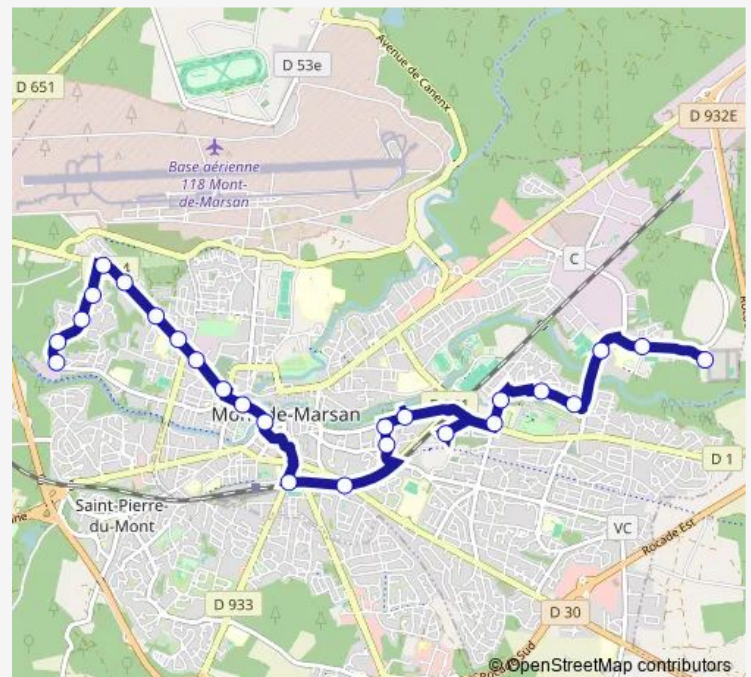 D 53e
D 651
Avenue de Canenx
D 932E
Base aérienne
118 Mont-
de-Marsan
C
de-Marsan
D 1
Saint-Pierre-
du-Mont
VC
Rocade Est
D 933
D 30
© OpenStreetMap contributors